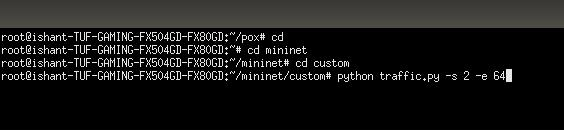 root@ishant-TUF-GAMING-FX504GD-FX80GD:~/pox# cd
root@ishant-TUF-GAMING-FX504GD-FX80GD:~# cd mininet
root@ishant-TUF-GAMING-FX504GD-FX80GD:~/mininet# cd custom
root@ishant-TUF-GAMING-FX504GD-FX80GD:~/mininet/custom# python traffic.py -s 2 -e 64